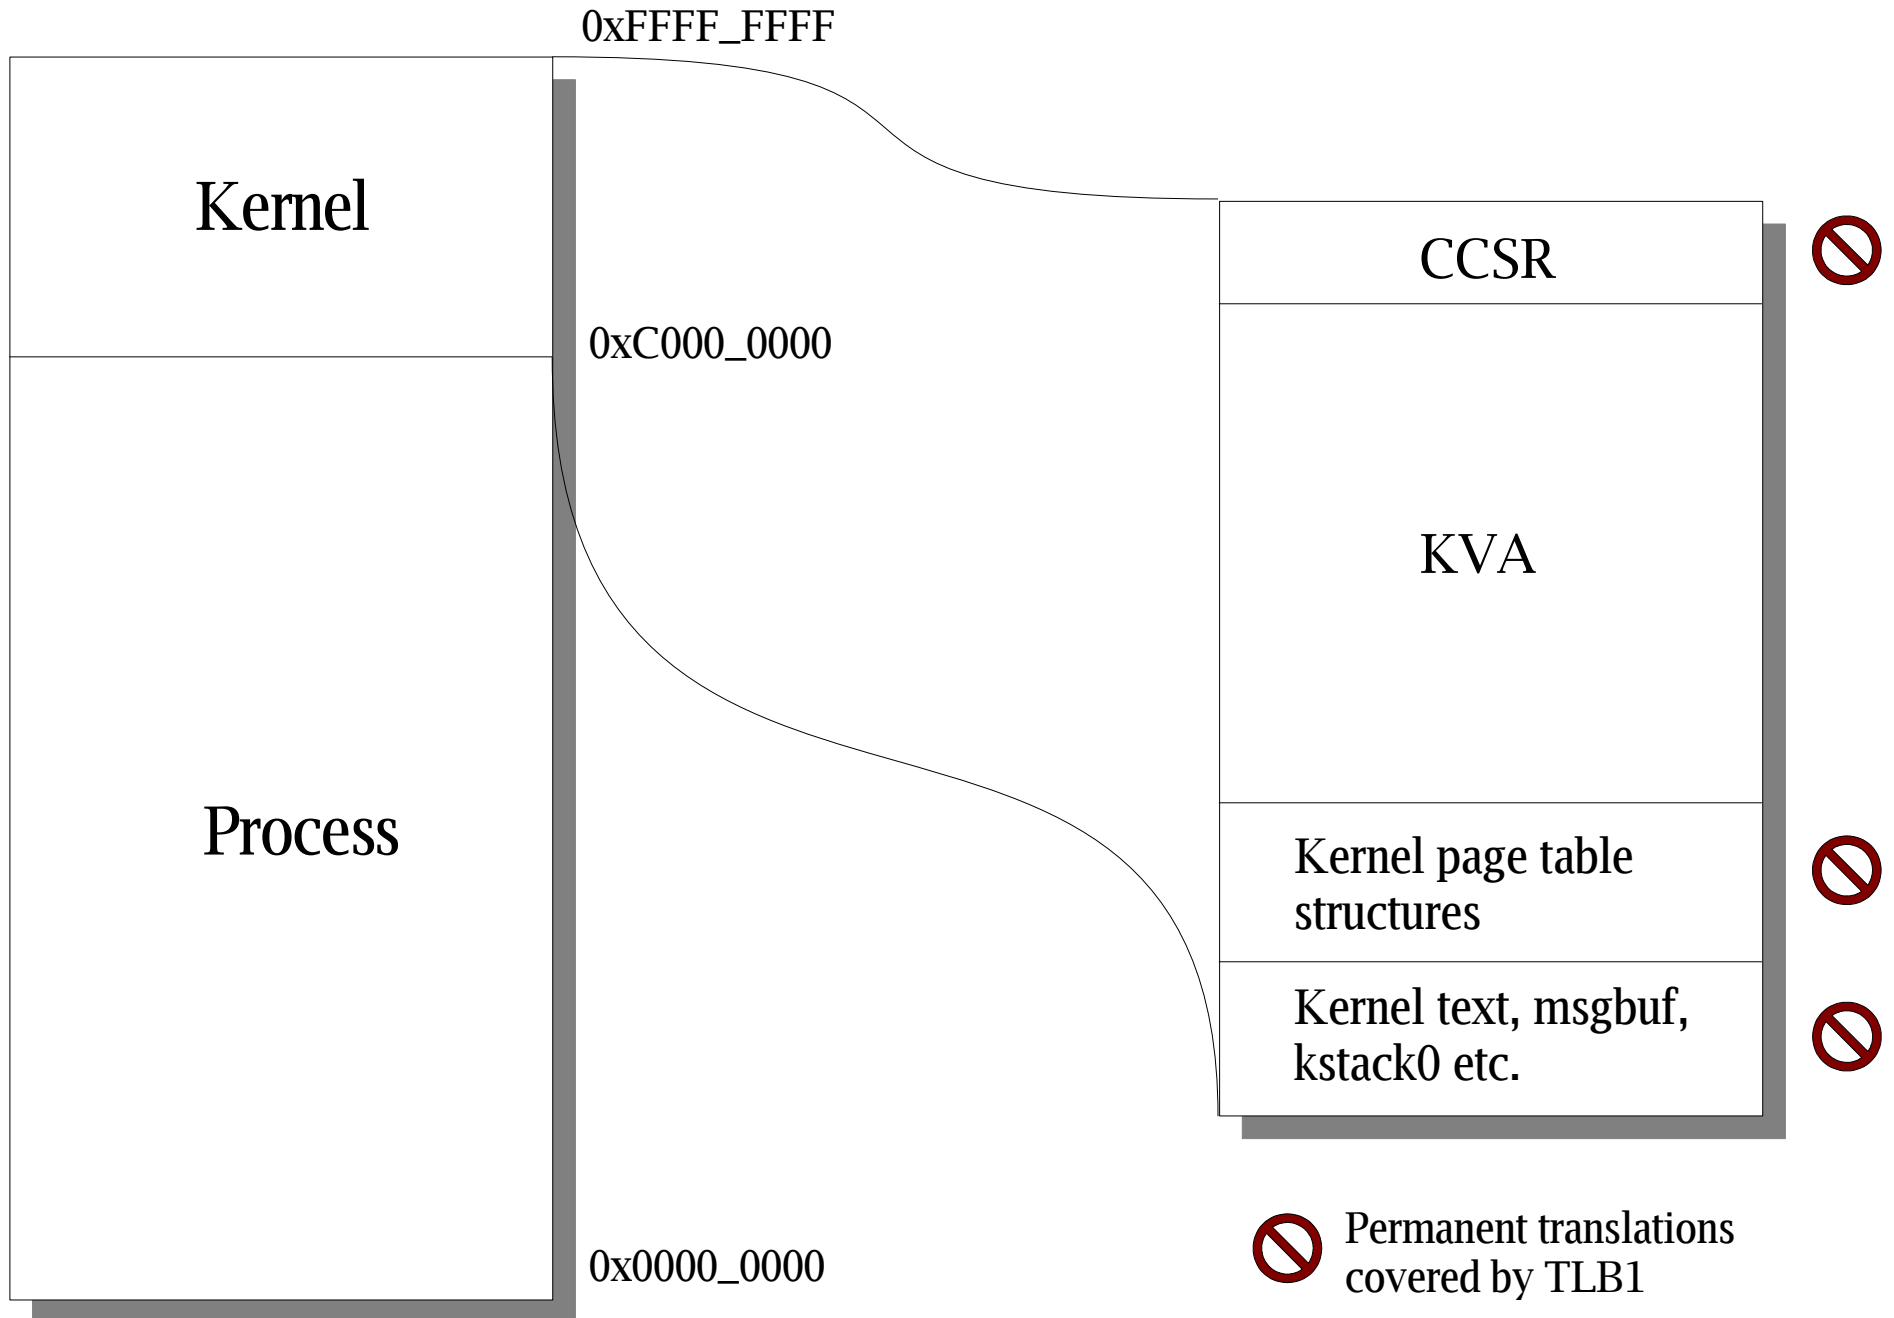 0xFFFF_FFFF
Kernel
0xC000_0000
Process
0x0000_0000
CCSR
KVA
Kernel page table
structures
Kernel text, msgbuf,
kstack0 etc.
Permanent translations
covered by TLB1